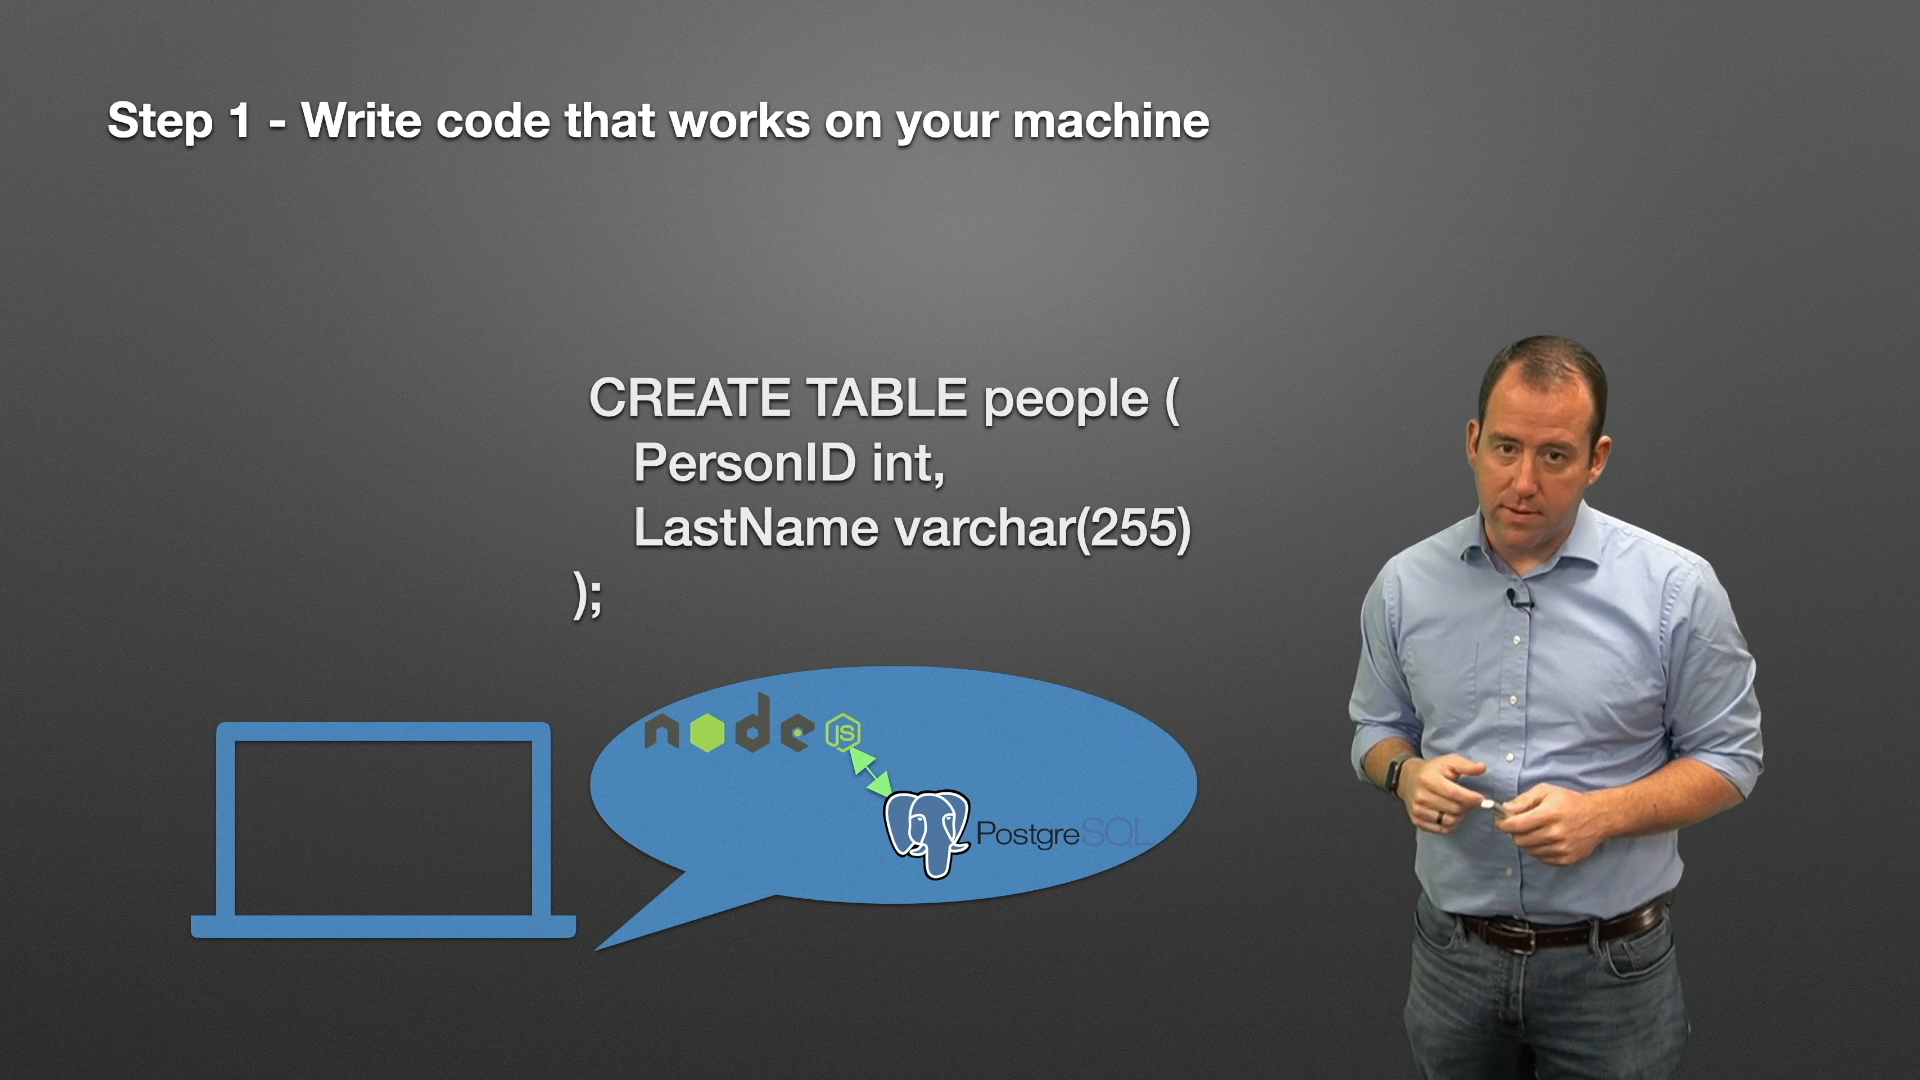 Step 1 - Write code that works on your machine
CREATE TABLE people (
PersonID int,
LastName varchar(255)
);
node JS
PostgreSQL